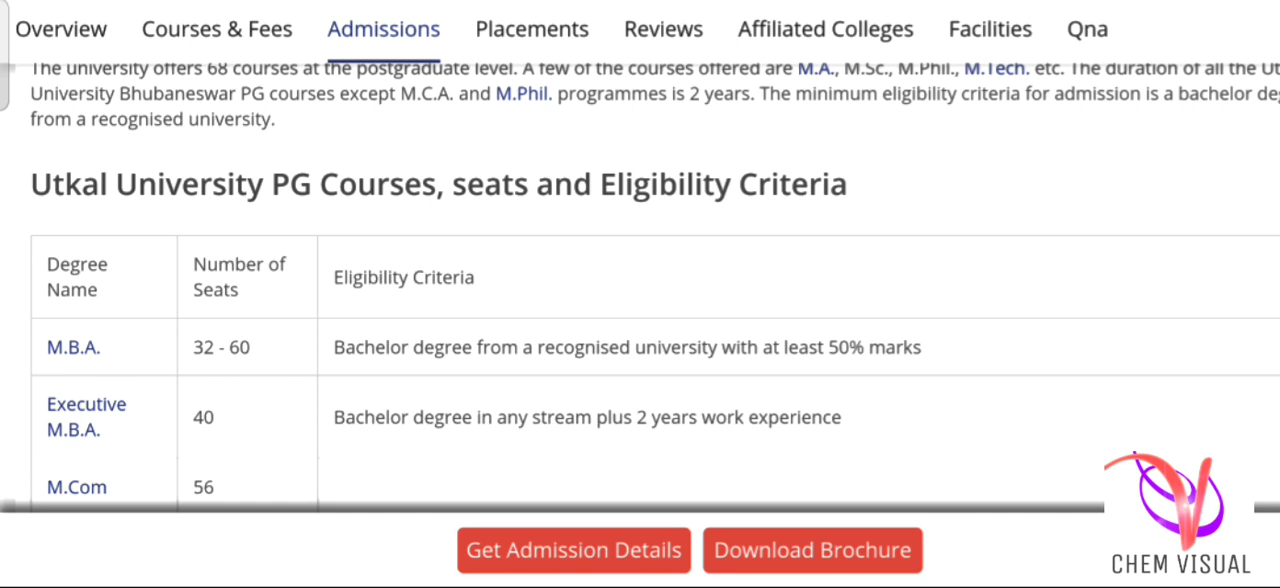 Overview Courses & Fees Admissions Placements Reviews Affiliated Colleges Facilities Qna
The university offers 68 courses at the postgraduate level. A few of the courses offered are M.A., M.Sc., M.Phil., M.Tech. etc. The duration of all the Ut
University Bhubaneswar PG courses except M.C.A. and M.Phil. programmes is 2 years. The minimum eligibility criteria for admission is a bachelor deg
from a recognised university.
Utkal University PG Courses, seats and Eligibility Criteria
Degree Name Number of Seats Eligibility Criteria
M.B.A. 32 - 60 Bachelor degree from a recognised university with at least 50% marks
Executive M.B.A. 40 Bachelor degree in any stream plus 2 years work experience
M.Com 56
Get Admission Details Download Brochure
CHEM VISUAL